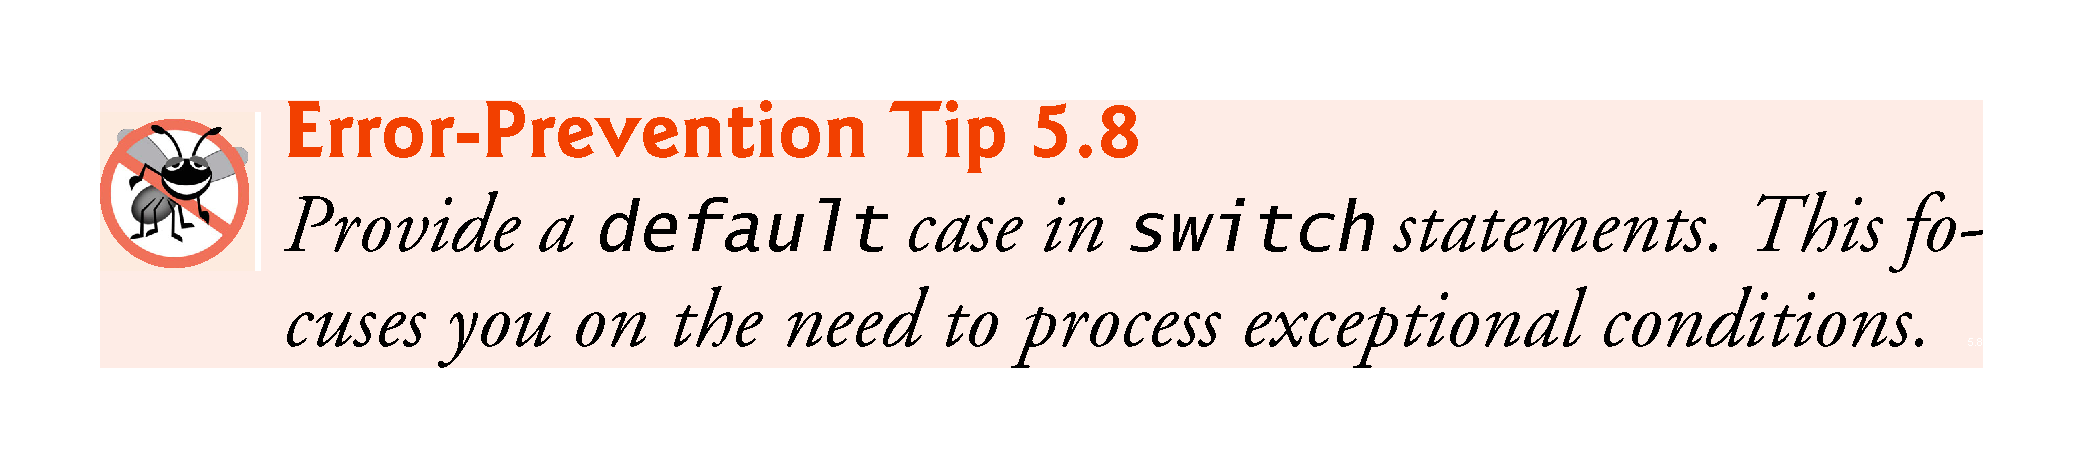 Error-Prevention Tip 5.8
Provide a default case in switch statements. This fo-
cuses you on the need to process exceptional conditions.
58